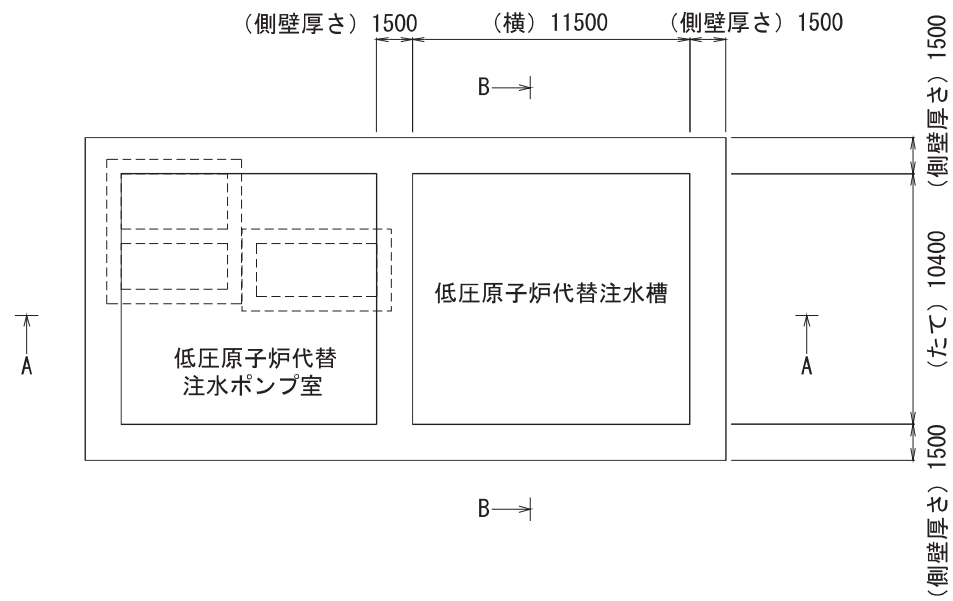 (側壁厚さ) 1500
(横) 11500
(側壁厚さ) 1500
(側壁厚さ) 1500
B
低圧原子炉代替注水槽
(たて) 10400
A
低圧原子炉代替
注水ポンプ室
A
B
(側壁厚さ) 1500